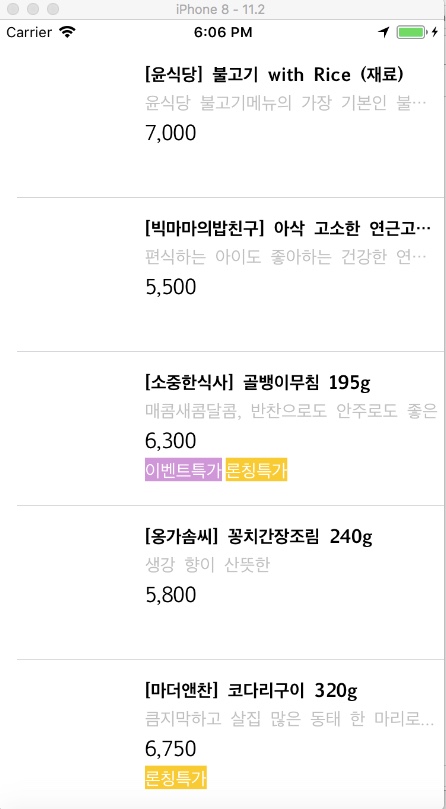 iPhone 8 - 11.2
Carrier 6:06 PM
[윤식당] 불고기 with Rice (재료)
윤식당 불고기메뉴의 가장 기본인 불…
7,000
[빅마마의밥친구] 아삭 고소한 연근고…
편식하는 아이도 좋아하는 건강한 연…
5,500
[소중한식사] 골뱅이무침 195g
매콤새콤달콤, 반찬으로도 안주로도 좋은
6,300
이벤트특가 론칭특가
[옹가솜씨] 꽁치간장조림 240g
생강 향이 산뜻한
5,800
[마더앤찬] 코다리구이 320g
큼지막하고 살집 많은 동태 한 마리로...
6,750
론칭특가